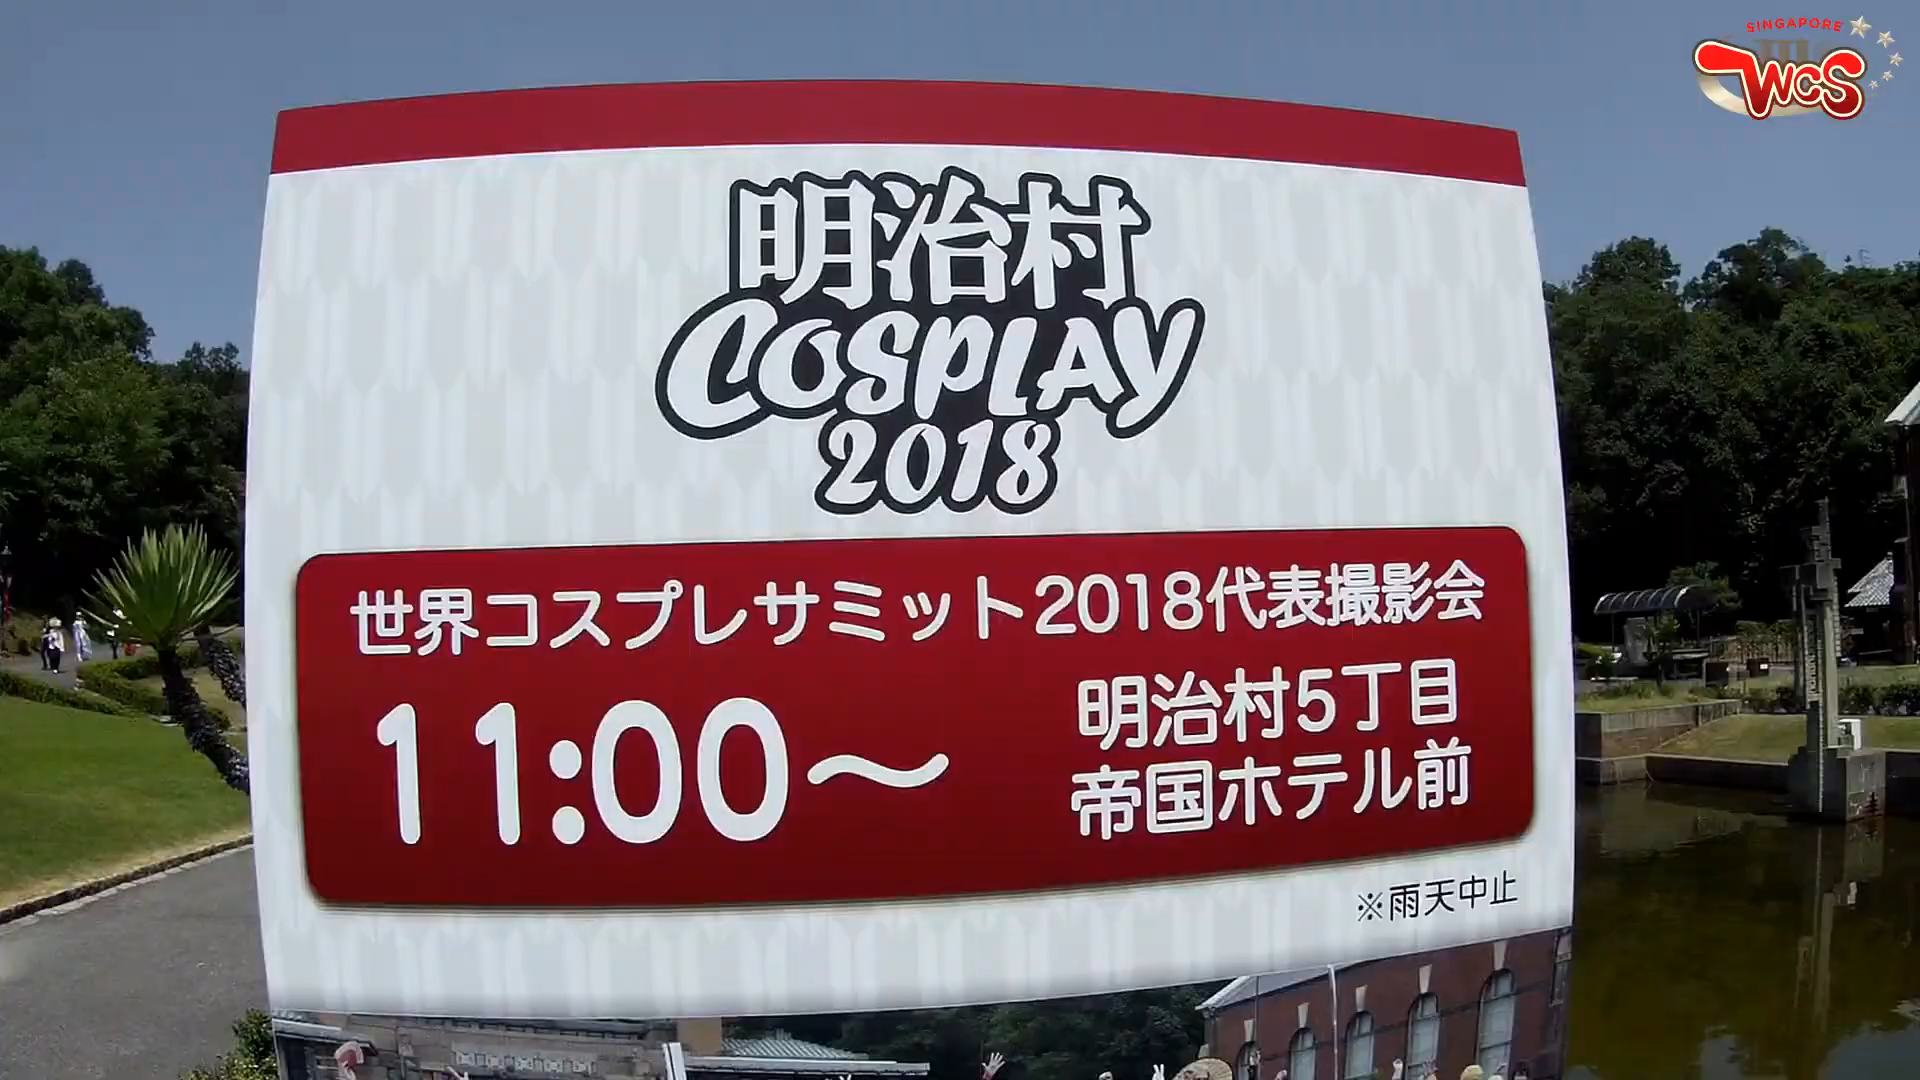 SINGAPORE
WCS
明治村
COSPLAY
2018
世界コスプレサミット2018代表撮影会
11:00～
明治村5丁目
帝国ホテル前
※雨天中止